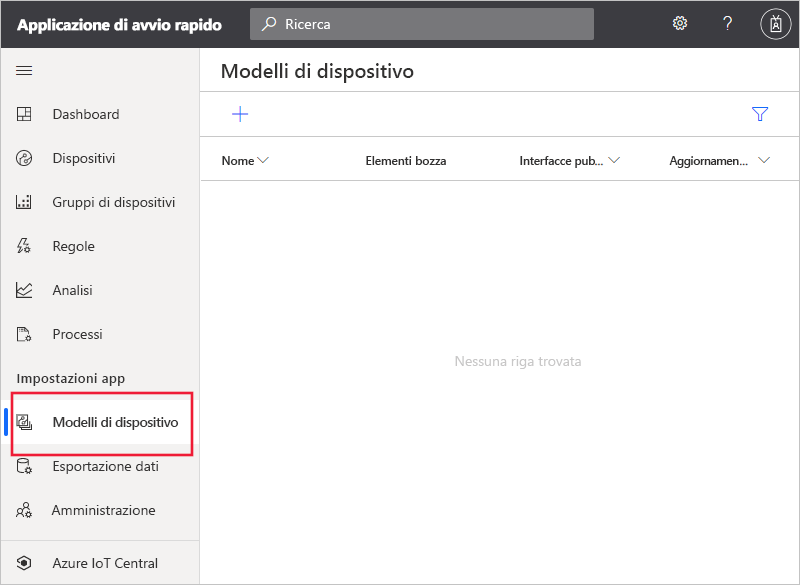 Applicazione di avvio rapido
Ricerca
?
Modelli di dispositivo
Dashboard
Dispositivi
Gruppi di dispositivi
Regole
Analisi
Processi
Impostazioni app
Modelli di dispositivo
Esportazione dati
Amministrazione
Azure IoT Central
Nome Elementi bozza Interfacce pub... Aggiornamen...
Nessuna riga trovata